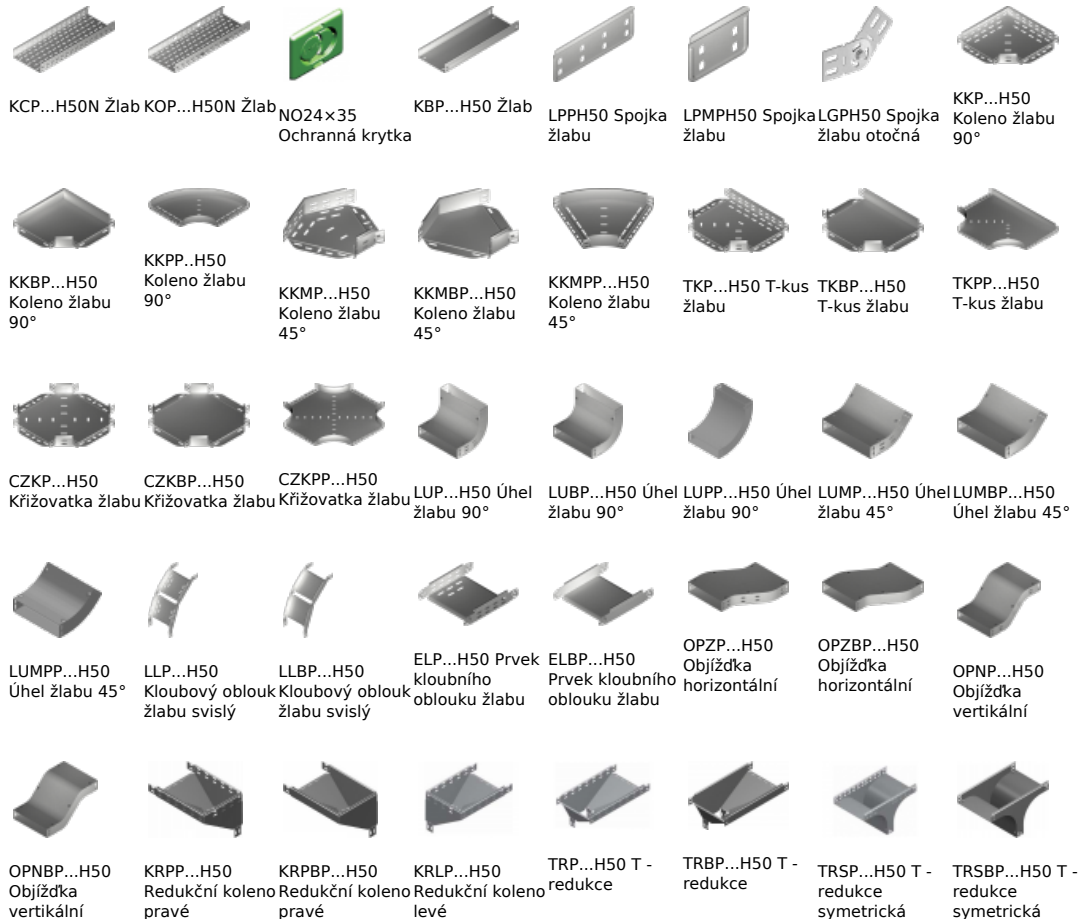 KCP...H50N Žlab
KOP...H50N Žlab
NO24×35
Ochranná krytka
KBP...H50 Žlab
LPPH50 Spojka
žlabu
LPMPH50 Spojka
žlabu
LGPH50 Spojka
žlabu otočná
KKP...H50
Koleno žlabu
90°
KKBP...H50
Koleno žlabu
90°
KKPP...H50
Koleno žlabu
90°
KKMP...H50
Koleno žlabu
45°
KKMBP...H50
Koleno žlabu
45°
KKMPP...H50
Koleno žlabu
45°
TKP...H50 T-kus
žlabu
TKBP...H50
T-kus žlabu
TKPP...H50
T-kus žlabu
CZKP...H50
Křižovatka žlabu
CZKBP...H50
Křižovatka žlabu
CZKPP...H50
Křižovatka žlabu
LUP...H50 Úhel
žlabu 90°
LUBP...H50 Úhel
žlabu 90°
LUPP...H50 Úhel
žlabu 90°
LUMP...H50 Úhel
žlabu 45°
LUMBP...H50
Úhel žlabu 45°
LUMPP...H50
Úhel žlabu 45°
LLP...H50
Kloubový oblouk
žlabu svislý
LLBP...H50
Kloubový oblouk
žlabu svislý
ELP...H50 Prvek
kloubního
oblouku žlabu
ELBP...H50
Prvek kloubního
oblouku žlabu
OPZP...H50
Objížďka
horizontální
OPZBP...H50
Objížďka
horizontální
OPNP...H50
Objížďka
vertikální
OPNBP...H50
Objížďka
vertikální
KRPP...H50
Redukční koleno
pravé
KRPBP...H50
Redukční koleno
pravé
KRLP...H50
Redukční koleno
levé
TRP...H50 T -
redukce
TRBP...H50 T -
redukce
TRSP...H50 T -
redukce
symetrická
TRSBP...H50 T -
redukce
symetrická